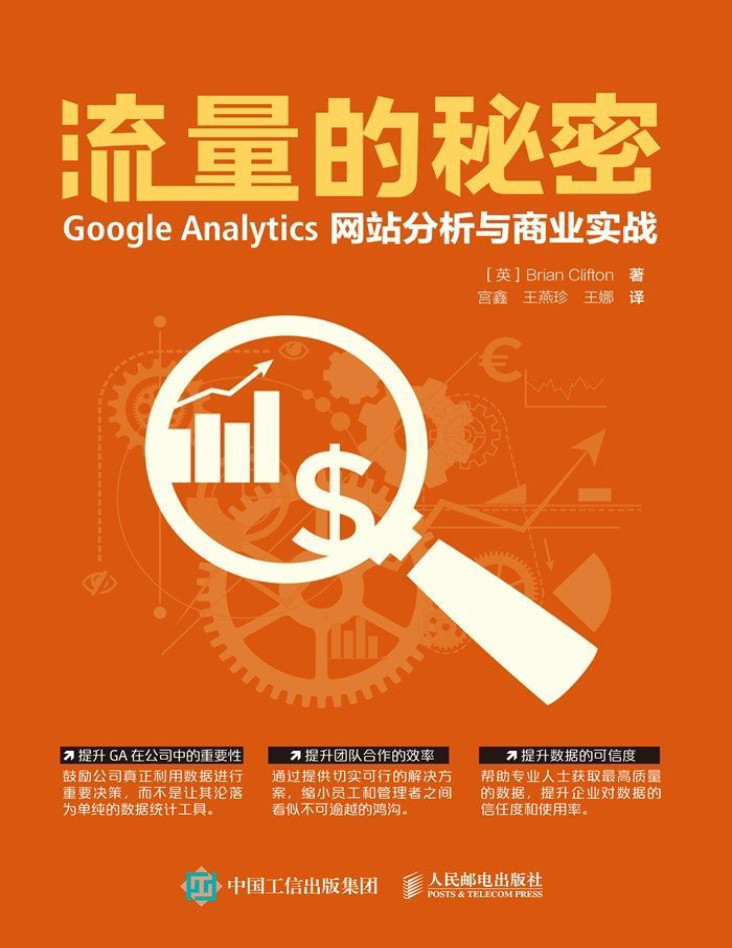 流量的秘密
Google Analytics 网站分析与商业实战
[英] Brian Clifton 著
宫鑫 王燕珍 王娜 译
€
$
提升 GA 在公司中的重要性
鼓励公司真正利用数据进行
重要决策，而不是让其沦落
为单纯的数据统计工具。
提升团队合作的效率
通过提供切实可行的解决方
案，缩小员工和管理者之间
看似不可逾越的鸿沟。
提升数据的可信度
帮助专业人士获取最高质量
的数据，提升企业对数据的
信任度和使用率。
中国工信出版集团
人民邮电出版社
POSTS & TELECOM PRESS